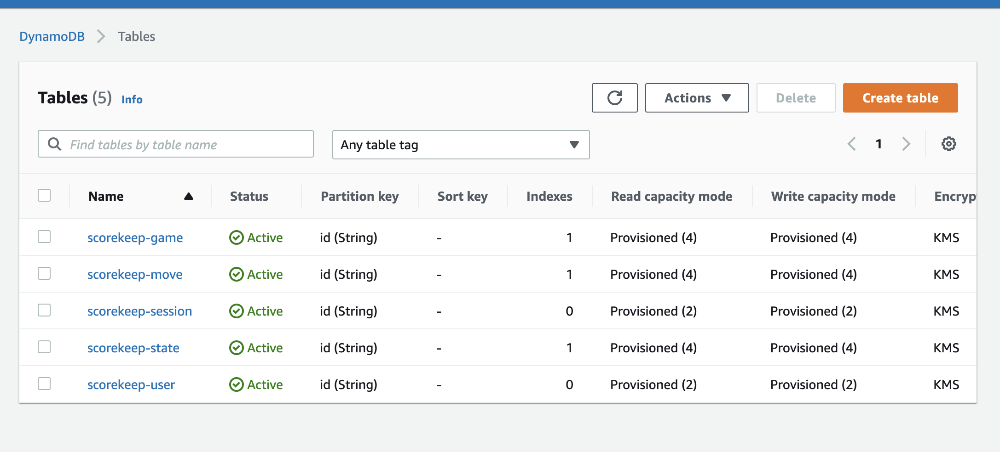 DynamoDB Tables
Tables (5) Info
Actions Delete Create table
Find tables by table name Any table tag 1
Name Status Partition key Sort key Indexes Read capacity mode Write capacity mode Encryp
scorekeep-game Active id (String) - 1 Provisioned (4) Provisioned (4) KMS
scorekeep-move Active id (String) - 1 Provisioned (4) Provisioned (4) KMS
scorekeep-session Active id (String) - 0 Provisioned (2) Provisioned (2) KMS
scorekeep-state Active id (String) - 1 Provisioned (4) Provisioned (4) KMS
scorekeep-user Active id (String) - 0 Provisioned (2) Provisioned (2) KMS